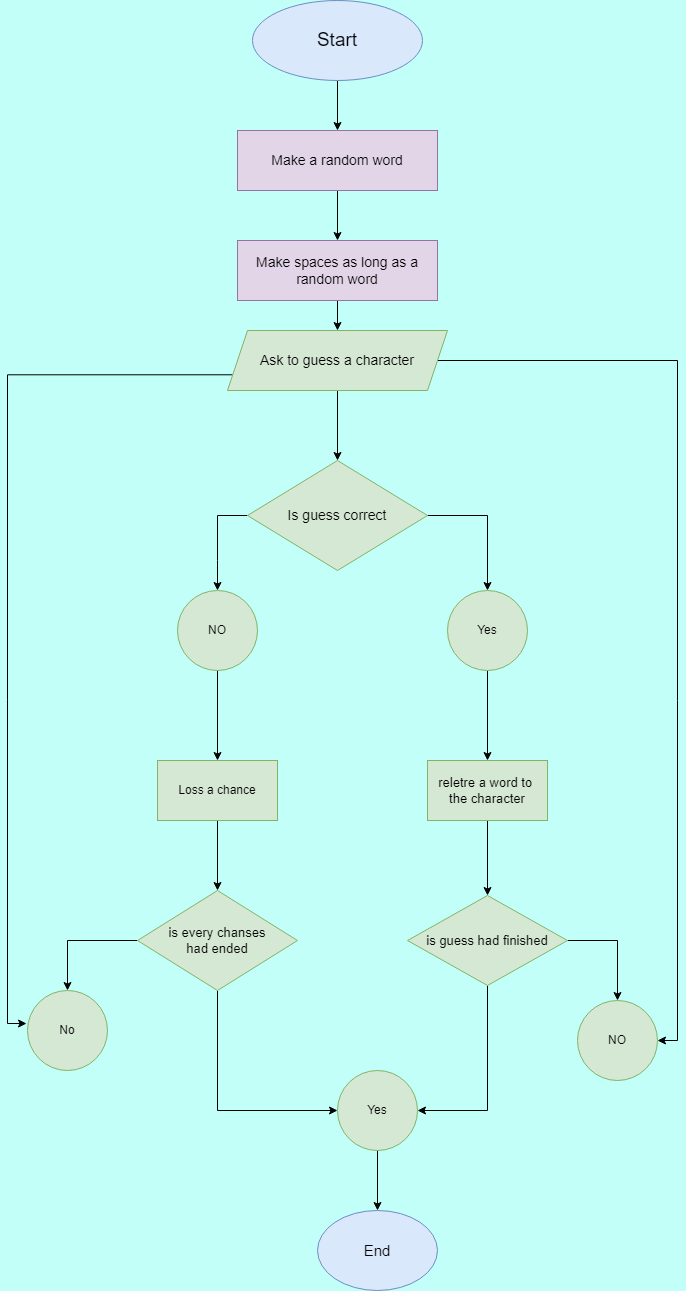 Start
Make a random word
Make spaces as long as a
random word
Ask to guess a character
Is guess correct
NO
Yes
Loss a chance
reletre a word to
the character
is every chanses
had ended
is guess had finished
No
NO
Yes
End